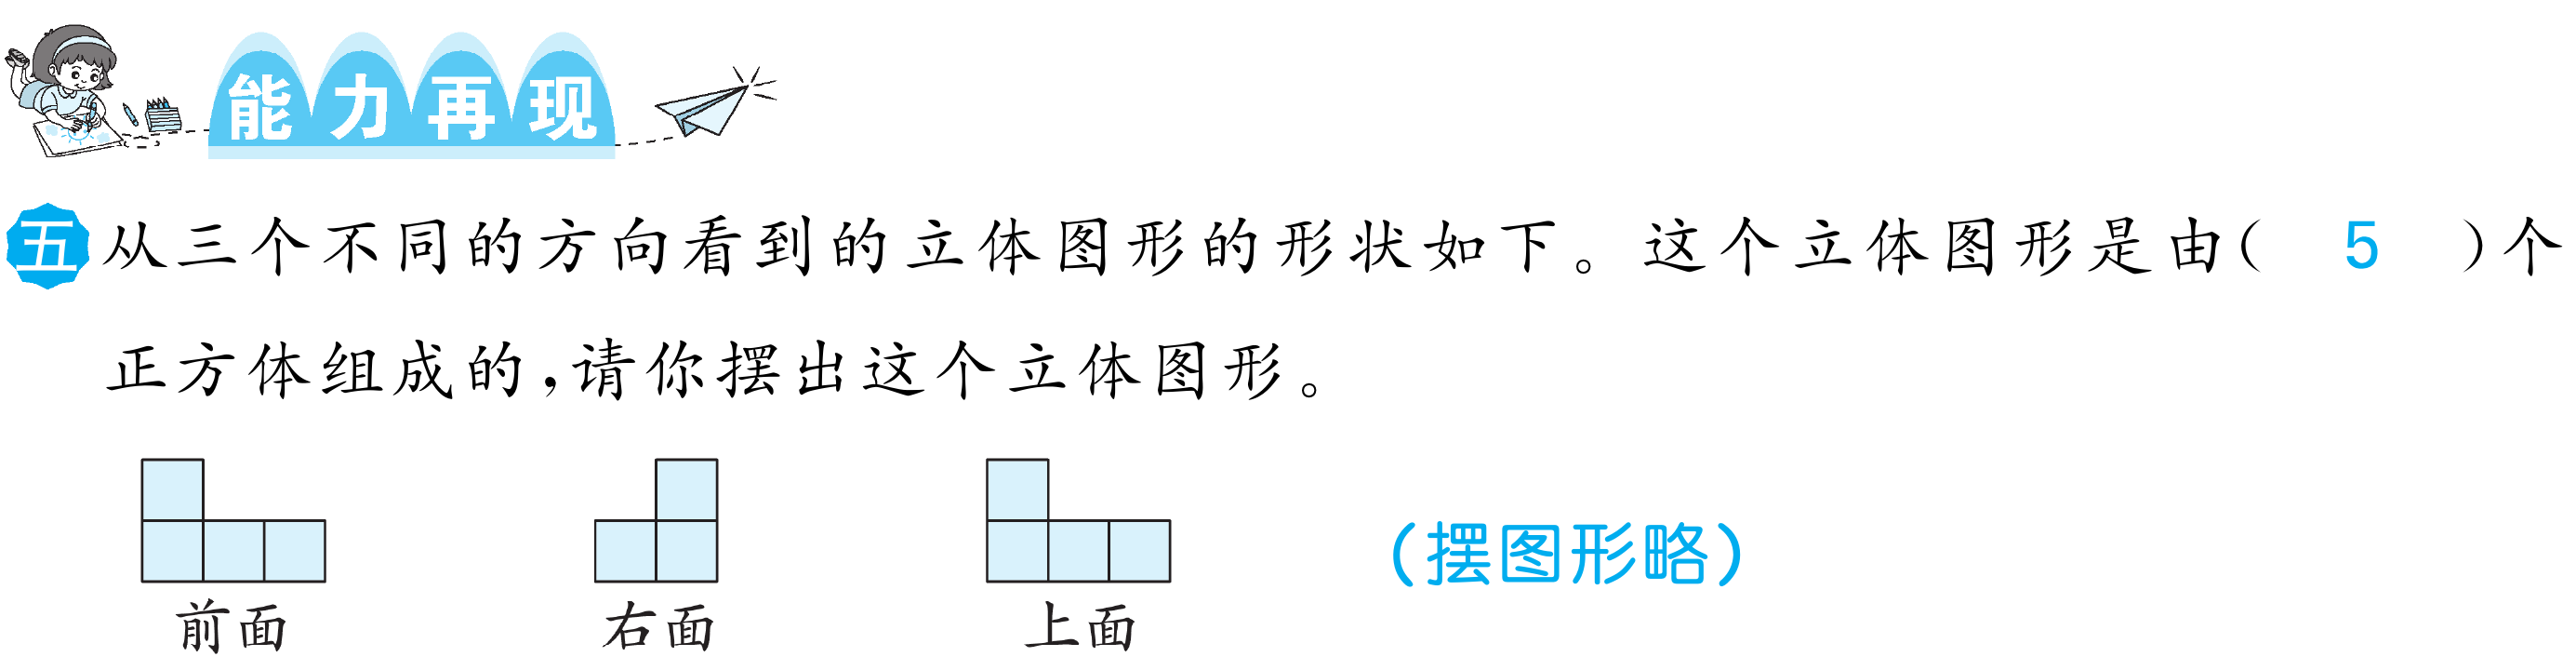 能力再现
五 从三个不同的方向看到的立体图形的形状如下。这个立体图形是由( 5 )个
正方体组成的,请你摆出这个立体图形。
(摆图形略)
前面 右面 上面